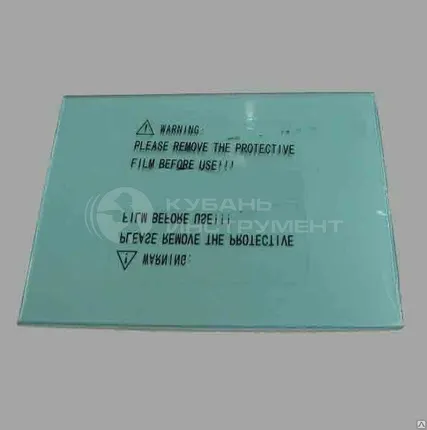 WARNING:
PLEASE REMOVE THE PROTECTIVE
FILM BEFORE USE!!!
КУБАНЬ
ИНСТРУМЕНТ
FILM BEFORE USE!!!
PLEASE REMOVE THE PROTECTIVE
WARNING: